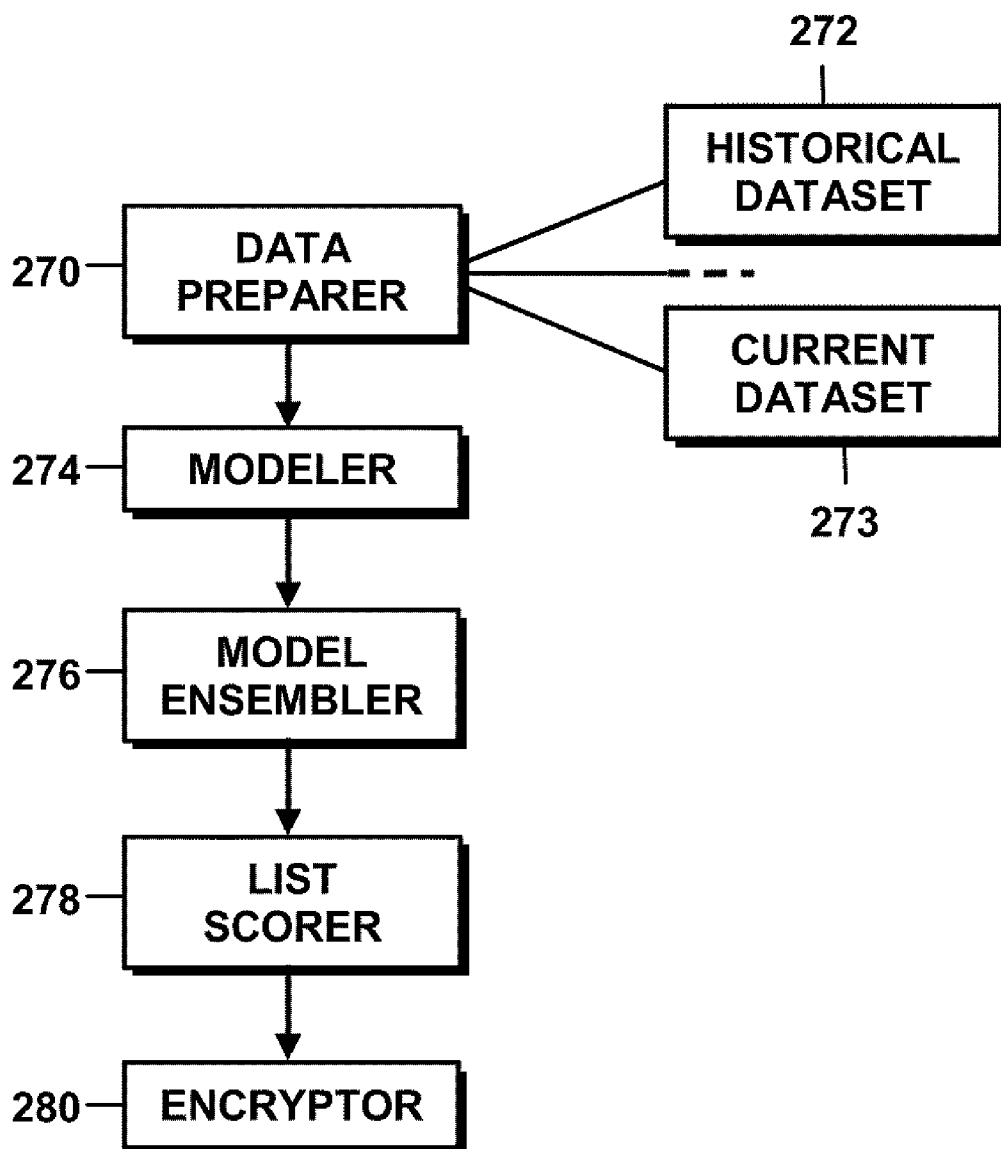 272
HISTORICAL
DATASET
270
DATA
PREPARER
CURRENT
DATASET
273
274
MODELER
276
MODEL
ENSEMBLER
278
LIST
SCORER
280
ENCRYPTOR